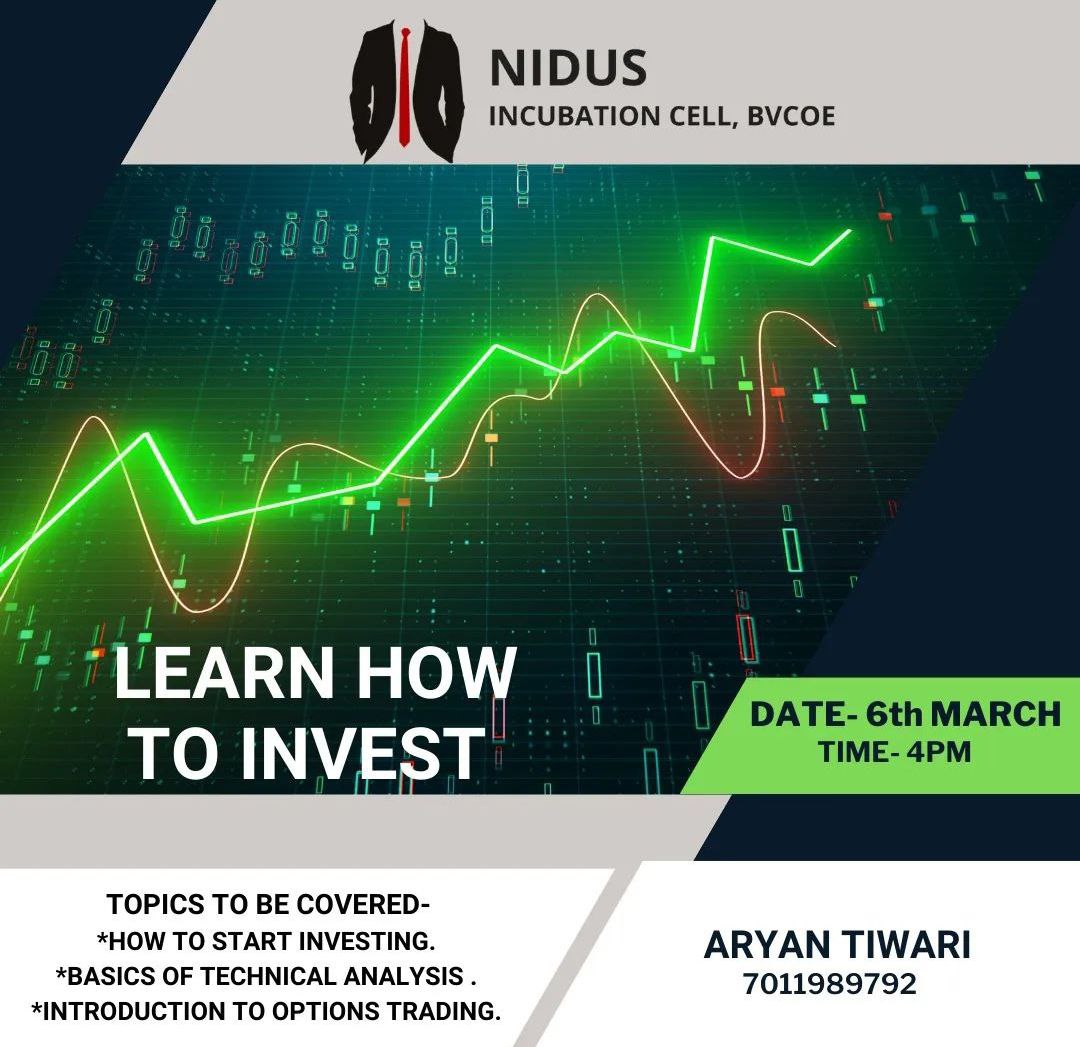 NIDUS
INCUBATION CELL, BVCOE
LEARN HOW
TO INVEST
DATE- 6th MARCH
TIME- 4PM
TOPICS TO BE COVERED-
*HOW TO START INVESTING.
*BASICS OF TECHNICAL ANALYSIS .
*INTRODUCTION TO OPTIONS TRADING.
ARYAN TIWARI
7011989792